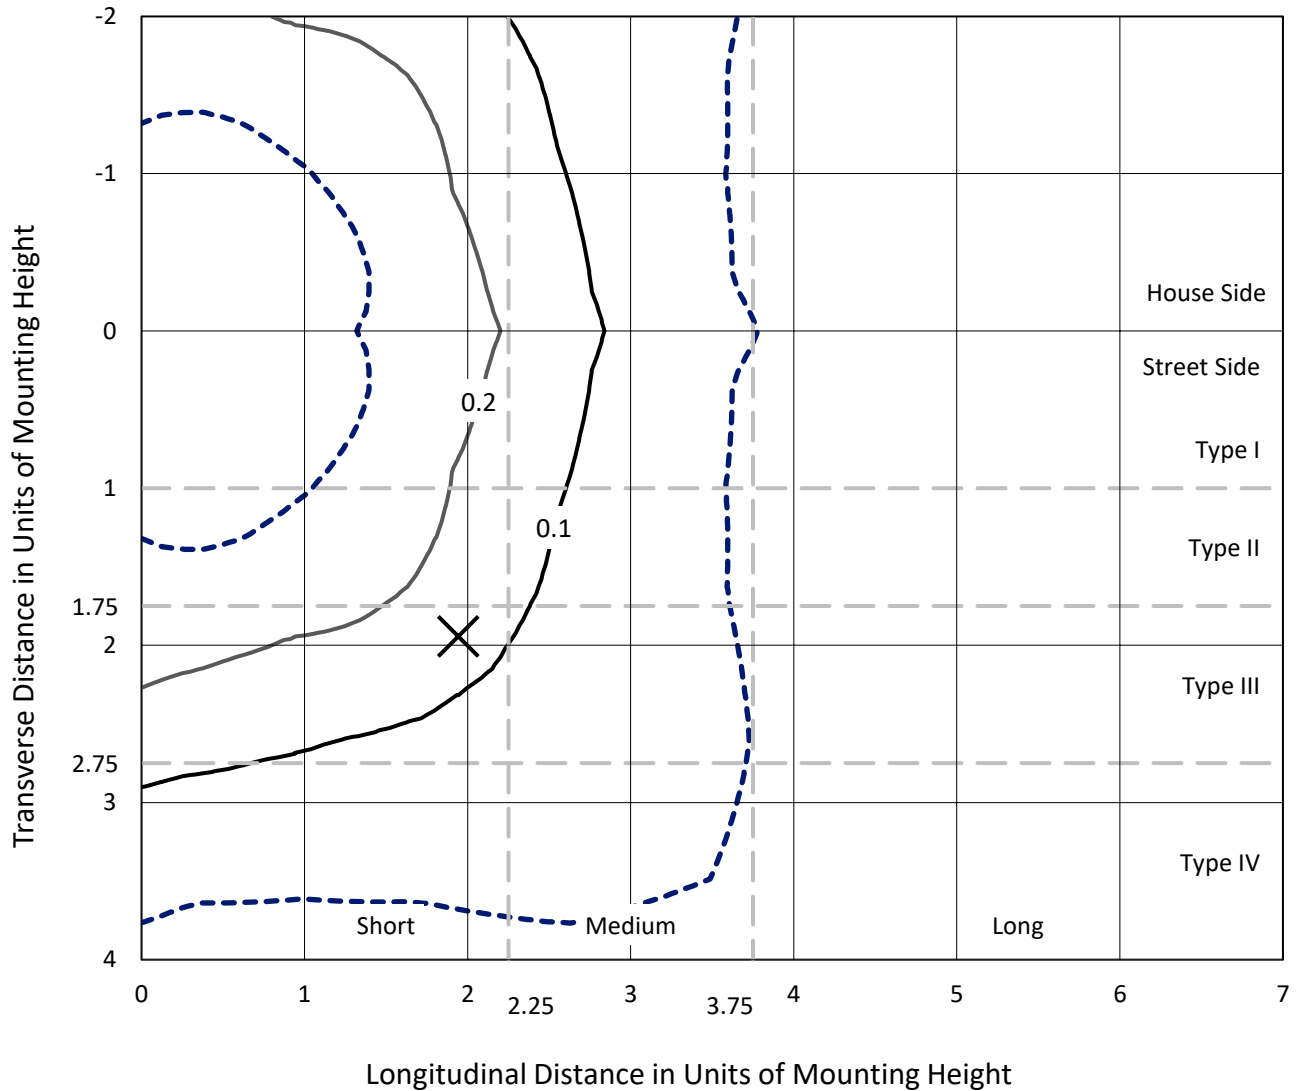 -2
-1
House Side
0
Street Side
0.2
Type I
1
0.1
Type II
1.75
2
Type III
2.75
3
Type IV
Short Medium Long
4
0 1 2 2.25 3 3.75 4 5 6 7
Transverse Distance in Units of Mounting Height
Longitudinal Distance in Units of Mounting Height